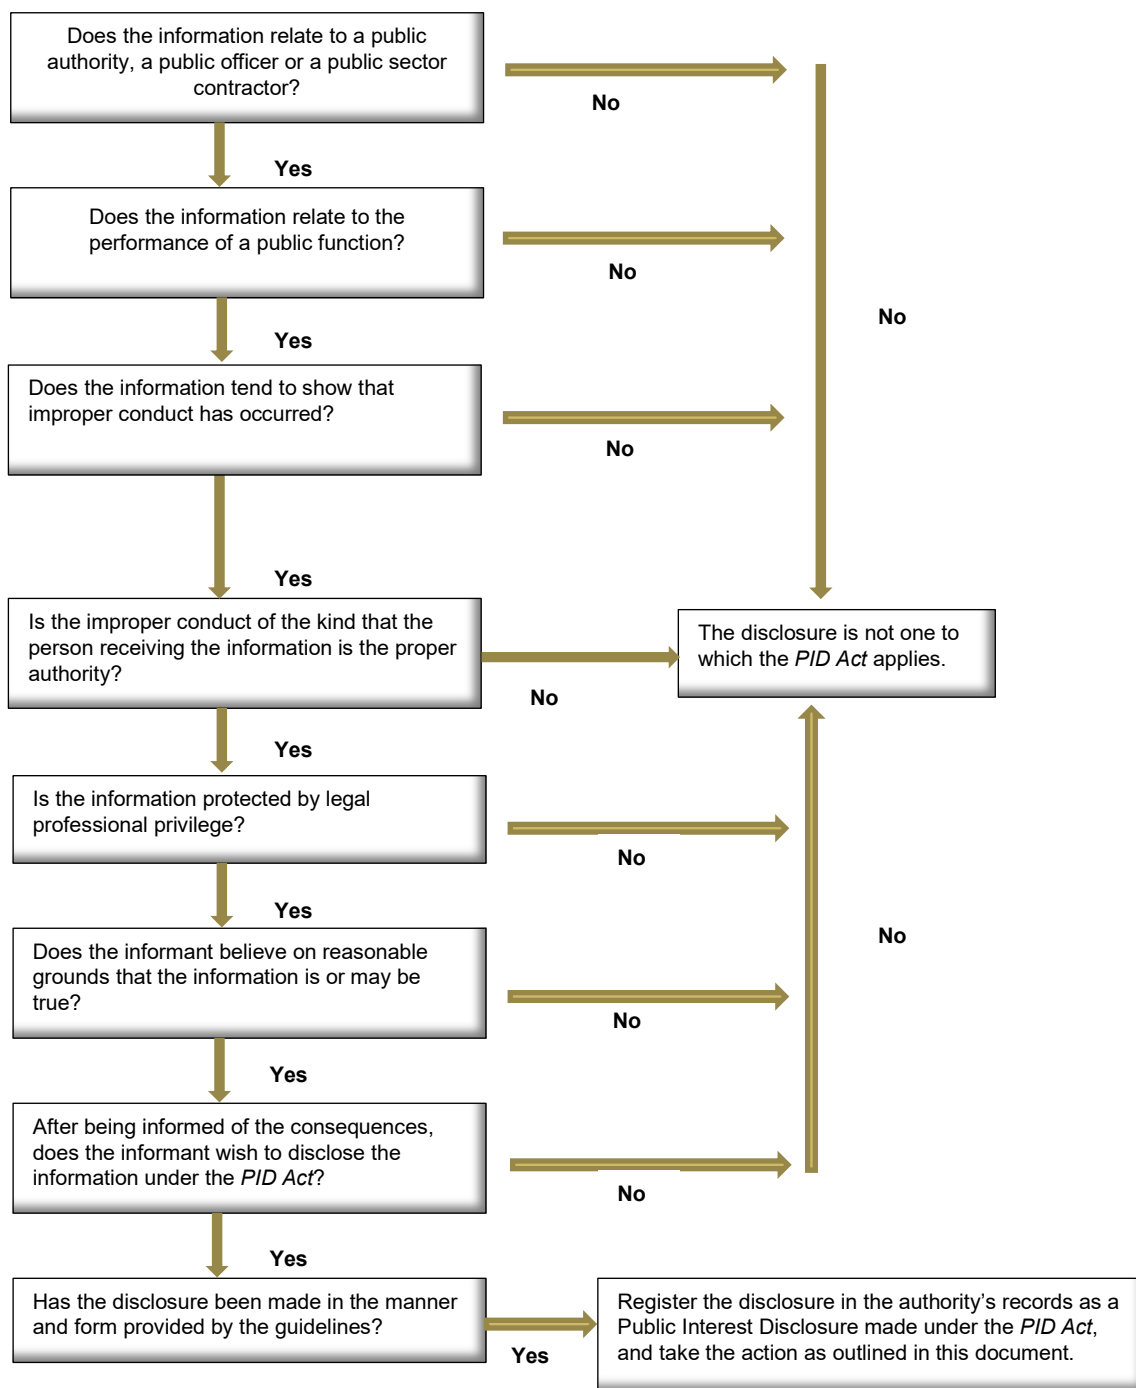 Does the information relate to a public
authority, a public officer or a public sector
contractor?
No
Yes
Does the information relate to the
performance of a public function?
No
No
Yes
Does the information tend to show that
improper conduct has occurred?
No
Yes
Is the improper conduct of the kind that the
person receiving the information is the proper
authority?
No
The disclosure is not one to
which the PID Act applies.
Yes
Is the information protected by legal
professional privilege?
No
Yes
No
Does the informant believe on reasonable
grounds that the information is or may be
true?
No
Yes
After being informed of the consequences,
does the informant wish to disclose the
information under the PID Act?
No
Yes
Has the disclosure been made in the manner
and form provided by the guidelines?
Yes
Register the disclosure in the authority’s records as a
Public Interest Disclosure made under the PID Act,
and take the action as outlined in this document.